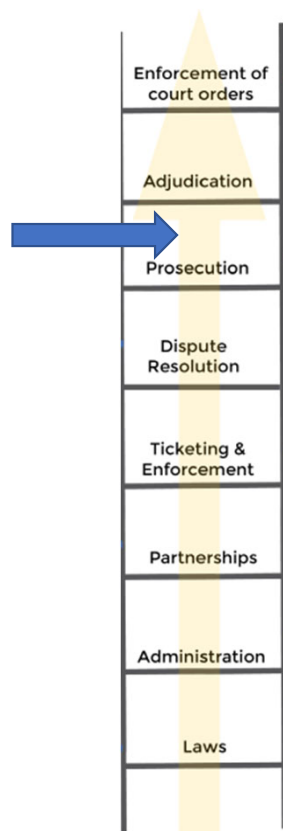 Enforcement of
court orders
Adjudication
Prosecution
Dispute
Resolution
Ticketing &
Enforcement
Partnerships
Administration
Laws